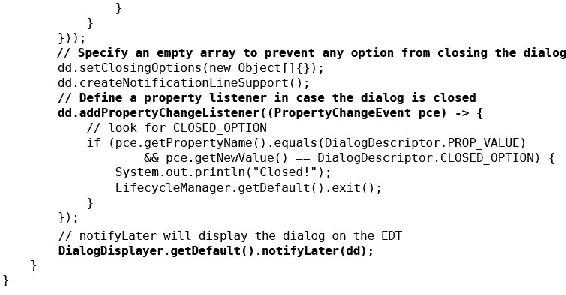 }
}
}));
// Specify an empty array to prevent any option from closing the dialog
dd.setClosingOptions(new Object[]{});
dd.createNotificationLineSupport();
// Define a property listener in case the dialog is closed
dd.addPropertyChangeListener((PropertyChangeEvent pce) -> {
// look for CLOSED_OPTION
if (pce.getPropertyName().equals(DialogDescriptor.PROP_VALUE)
&& pce.getNewValue() == DialogDescriptor.CLOSED_OPTION) {
System.out.println("Closed!");
LifecycleManager.getDefault().exit();
}
});
// notifyLater will display the dialog on the EDT
DialogDisplayer.getDefault().notifyLater(dd);
}
}